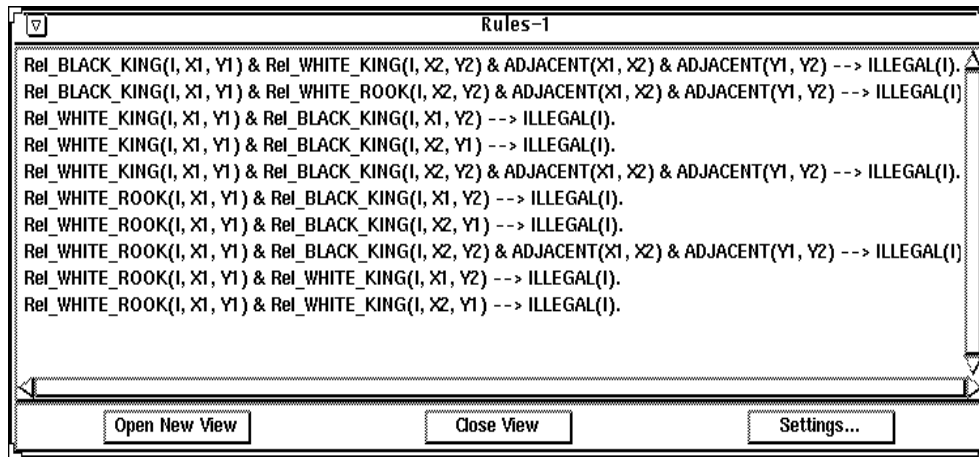 Rules-1
Rel_BLACK_KING(I, X1, Y1) & Rel_WHITE_KING(I, X2, Y2) & ADJACENT(X1, X2) & ADJACENT(Y1, Y2) --> ILLEGAL(I).
Rel_BLACK_KING(I, X1, Y1) & Rel_WHITE_ROOK(I, X2, Y2) & ADJACENT(X1, X2) & ADJACENT(Y1, Y2) --> ILLEGAL(I)
Rel_WHITE_KING(I, X1, Y1) & Rel_BLACK_KING(I, X1, Y2) --> ILLEGAL(I).
Rel_WHITE_KING(I, X1, Y1) & Rel_BLACK_KING(I, X2, Y1) --> ILLEGAL(I).
Rel_WHITE_KING(I, X1, Y1) & Rel_BLACK_KING(I, X2, Y2) & ADJACENT(X1, X2) & ADJACENT(Y1, Y2) --> ILLEGAL(I).
Rel_WHITE_ROOK(I, X1, Y1) & Rel_BLACK_KING(I, X1, Y2) --> ILLEGAL(I).
Rel_WHITE_ROOK(I, X1, Y1) & Rel_BLACK_KING(I, X2, Y1) --> ILLEGAL(I).
Rel_WHITE_ROOK(I, X1, Y1) & Rel_BLACK_KING(I, X2, Y2) & ADJACENT(X1, X2) & ADJACENT(Y1, Y2) --> ILLEGAL(I)
Rel_WHITE_ROOK(I, X1, Y1) & Rel_WHITE_KING(I, X1, Y2) --> ILLEGAL(I).
Rel_WHITE_ROOK(I, X1, Y1) & Rel_WHITE_KING(I, X2, Y1) --> ILLEGAL(I).
Open New View Close View Settings...